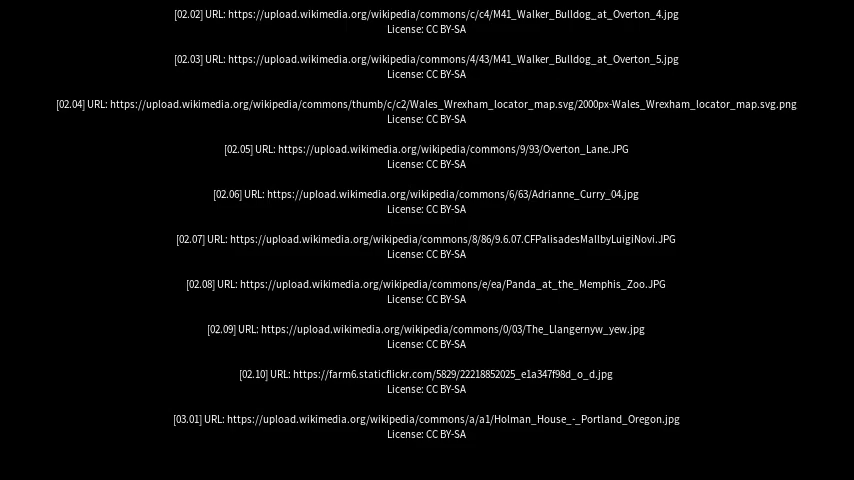 [02.02] URL: https://upload.wikimedia.org/wikipedia/commons/c/c4/M41_Walker_Bulldog_at_Overton_4.jpg
License: CC BY-SA
[02.03] URL: https://upload.wikimedia.org/wikipedia/commons/4/43/M41_Walker_Bulldog_at_Overton_5.jpg
License: CC BY-SA
[02.04] URL: https://upload.wikimedia.org/wikipedia/commons/thumb/c/c2/Wales_Wrexham_locator_map.svg/2000px-Wales_Wrexham_locator_map.svg.png
License: CC BY-SA
[02.05] URL: https://upload.wikimedia.org/wikipedia/commons/9/93/Overton_Lane.JPG
License: CC BY-SA
[02.06] URL: https://upload.wikimedia.org/wikipedia/commons/6/63/Adrianne_Curry_04.jpg
License: CC BY-SA
[02.07] URL: https://upload.wikimedia.org/wikipedia/commons/8/86/9.6.07.CFPalisadesMallbyLuigiNovi.JPG
License: CC BY-SA
[02.08] URL: https://upload.wikimedia.org/wikipedia/commons/e/ea/Panda_at_the_Memphis_Zoo.JPG
License: CC BY-SA
[02.09] URL: https://upload.wikimedia.org/wikipedia/commons/0/03/The_Llangernyw_yew.jpg
License: CC BY-SA
[02.10] URL: https://farm6.staticflickr.com/5829/22218852025_e1a347f98d_o_d.jpg
License: CC BY-SA
[03.01] URL: https://upload.wikimedia.org/wikipedia/commons/a/a1/Holman_House_-_Portland_Oregon.jpg
License: CC BY-SA